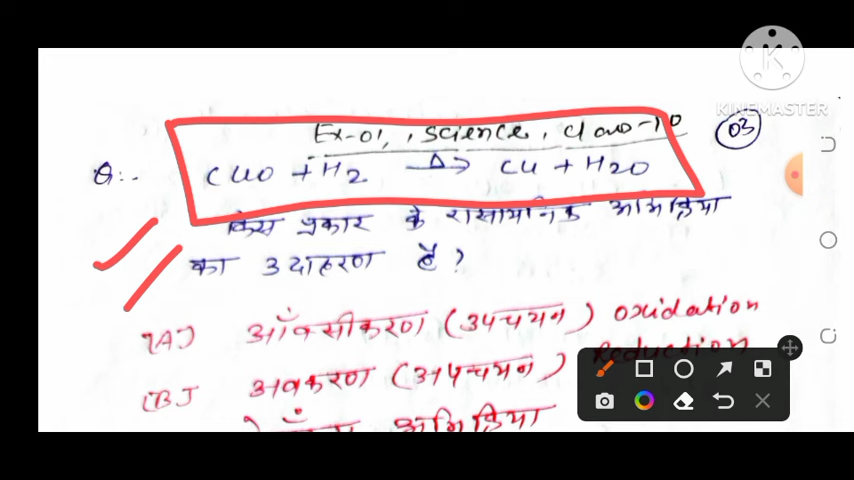 KINEMASTER
Ex-01, science, class-10
03
Q:- CuO + H2 Δ→ Cu + H2O
किस प्रकार के रासायनिक अभिक्रिया
का उदाहरण है?
(A) ऑक्सीकरण (उपचयन) oxidation
(B) अवकरण (अपचयन) Reduction
अभिक्रिया